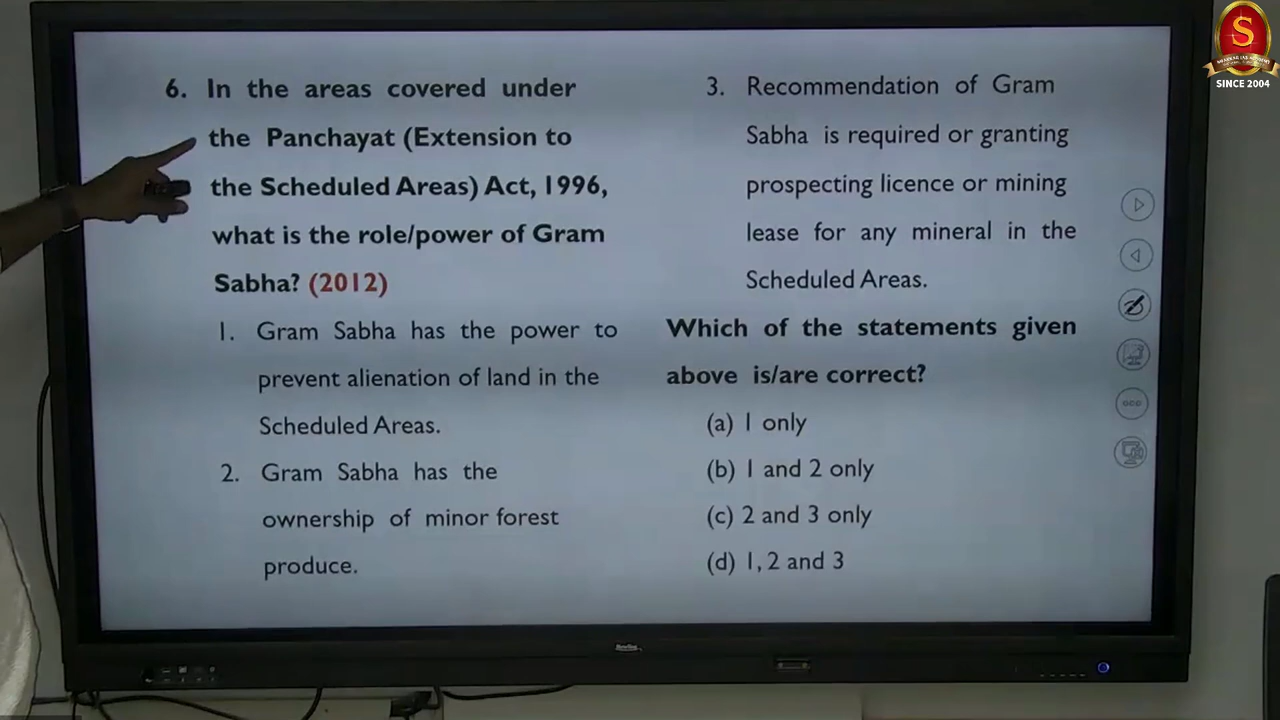 6. In the areas covered under
the Panchayat (Extension to
the Scheduled Areas) Act, 1996,
what is the role/power of Gram
Sabha? (2012)
1. Gram Sabha has the power to
prevent alienation of land in the
Scheduled Areas.
2. Gram Sabha has the
ownership of minor forest
produce.
3. Recommendation of Gram
Sabha is required or granting
prospecting licence or mining
lease for any mineral in the
Scheduled Areas.
Which of the statements given
above is/are correct?
(a) 1 only
(b) 1 and 2 only
(c) 2 and 3 only
(d) 1, 2 and 3
S
SINCE 2004